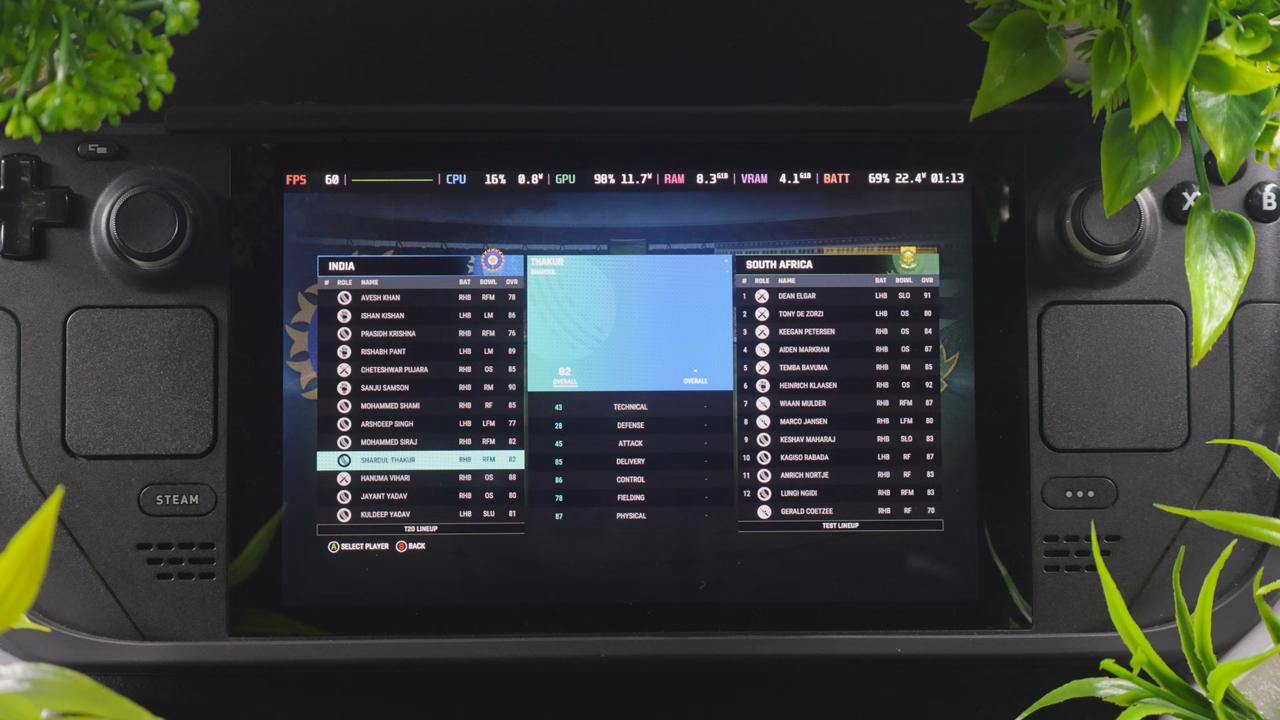 FPS 60 | | CPU 16% 0.8W | GPU 98% 11.7W | RAM 8.3GiB | VRAM 4.1GiB | BATT 69% 22.4W 01:13
INDIA
# ROLE NAME BAT BOWL OVR
AVESH KHAN RHB RFM 78
ISHAN KISHAN LHB LM 86
PRASIDH KRISHNA RHB RFM 76
RISHABH PANT LHB LM 89
CHETESHWAR PUJARA RHB OS 85
SANJU SAMSON RHB RM 90
MOHAMMED SHAMI RHB RF 85
ARSHDEEP SINGH LHB LFM 77
MOHAMMED SIRAJ RHB RFM 82
SHARDUL THAKUR RHB RFM 82
HANUMA VIHARI RHB OS 88
JAYANT YADAV RHB OS 80
KULDEEP YADAV LHB SLU 81
T20 LINEUP
A SELECT PLAYER B BACK
THAKUR -
SHARDUL -
82 -
OVERALL OVERALL
43 TECHNICAL -
28 DEFENSE -
45 ATTACK -
85 DELIVERY -
86 CONTROL -
78 FIELDING -
87 PHYSICAL -
SOUTH AFRICA
# ROLE NAME BAT BOWL OVR
1 DEAN ELGAR LHB SLO 91
2 TONY DE ZORZI LHB OS 80
3 KEEGAN PETERSEN RHB OS 84
4 AIDEN MARKRAM RHB OS 87
5 TEMBA BAVUMA RHB RM 85
6 HEINRICH KLAASEN RHB OS 92
7 WIAAN MULDER RHB RFM 87
8 MARCO JANSEN RHB LFM 80
9 KESHAV MAHARAJ RHB SLO 83
10 KAGISO RABADA LHB RF 87
11 ANRICH NORTJE RHB RF 83
12 LUNGI NGIDI RHB RFM 83
GERALD COETZEE RHB RF 70
TEST LINEUP
STEAM
X
B